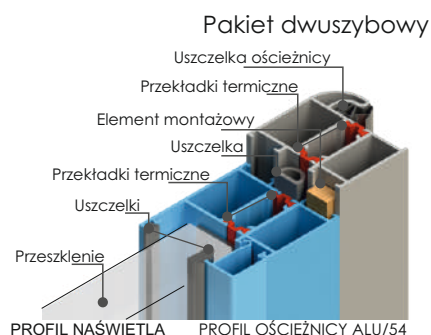 Pakiet dwuszybowy
Uszczelka ościeżnicy
Przekładki termiczne
Element montażowy
Uszczelka
Przekładki termiczne
Uszczelki
Przeszklenie
PROFIL NAŚWIETLA
PROFIL OŚCIEŻNICY ALU/54